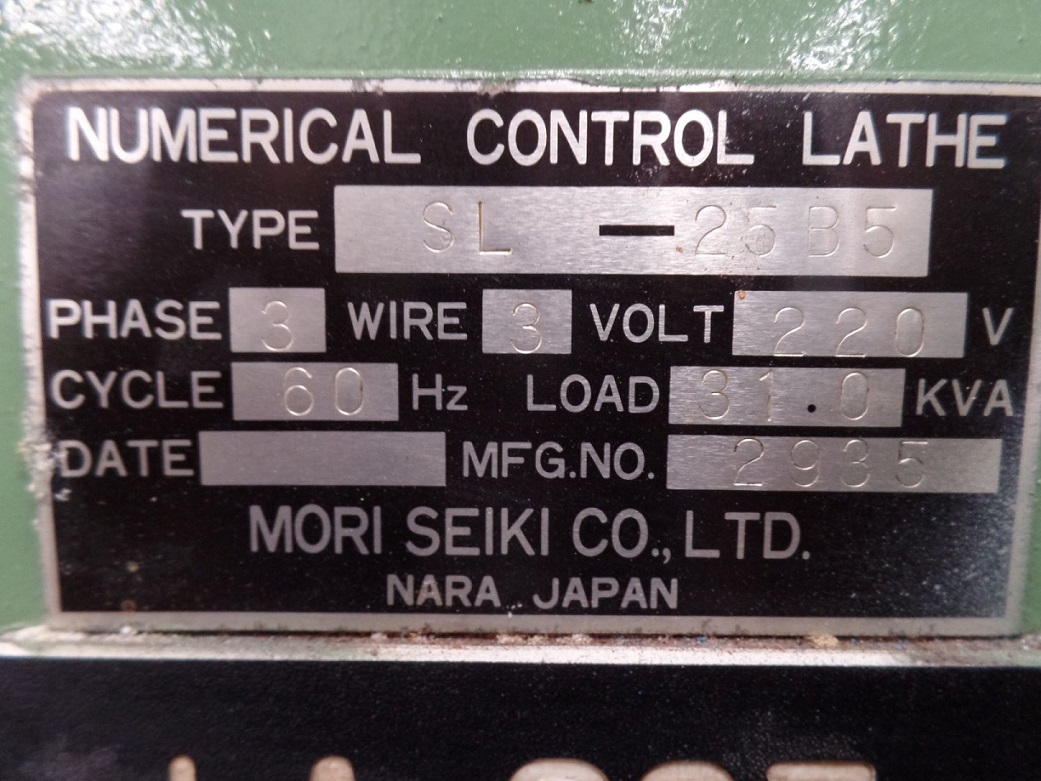 NUMERICAL CONTROL LATHE
TYPE SL - 25B5
PHASE 3 WIRE 3 VOLT 220 V
CYCLE 60 Hz LOAD 31.0 KVA
DATE MFG.NO. 2935
MORI SEIKI CO.,LTD.
NARA JAPAN